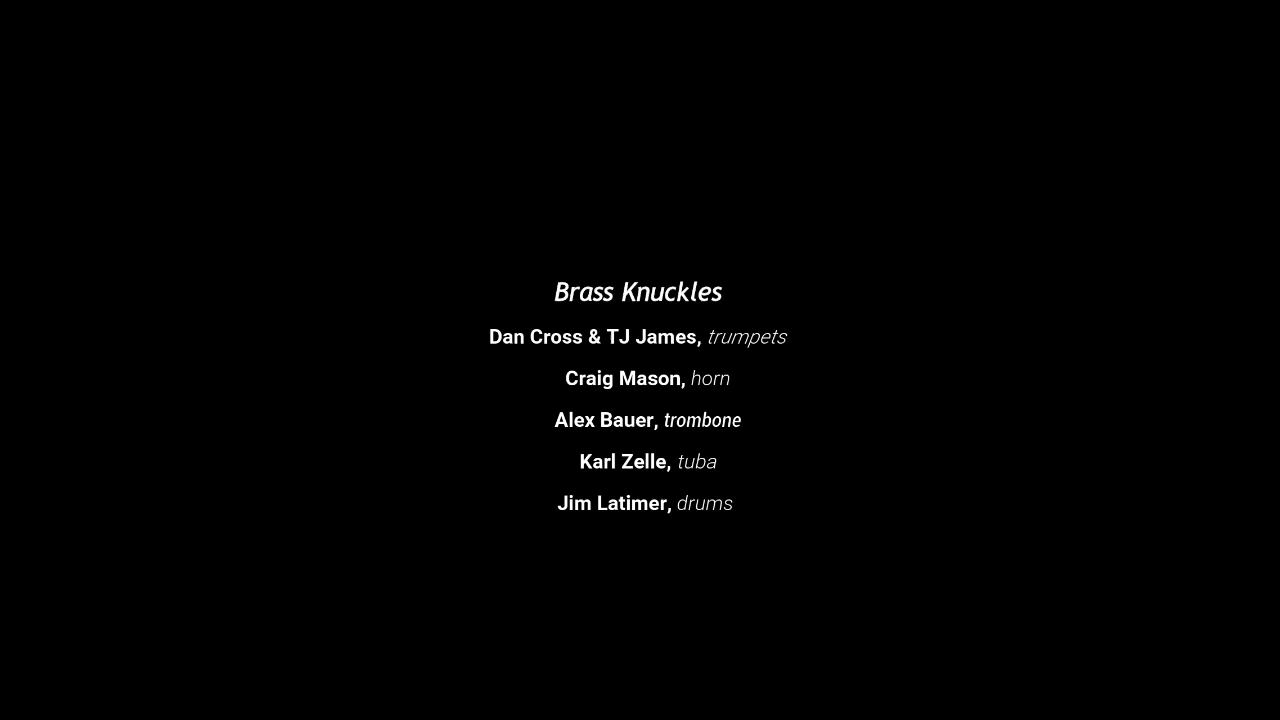 Brass Knuckles
Dan Cross & TJ James, trumpets
Craig Mason, horn
Alex Bauer, trombone
Karl Zelle, tuba
Jim Latimer, drums